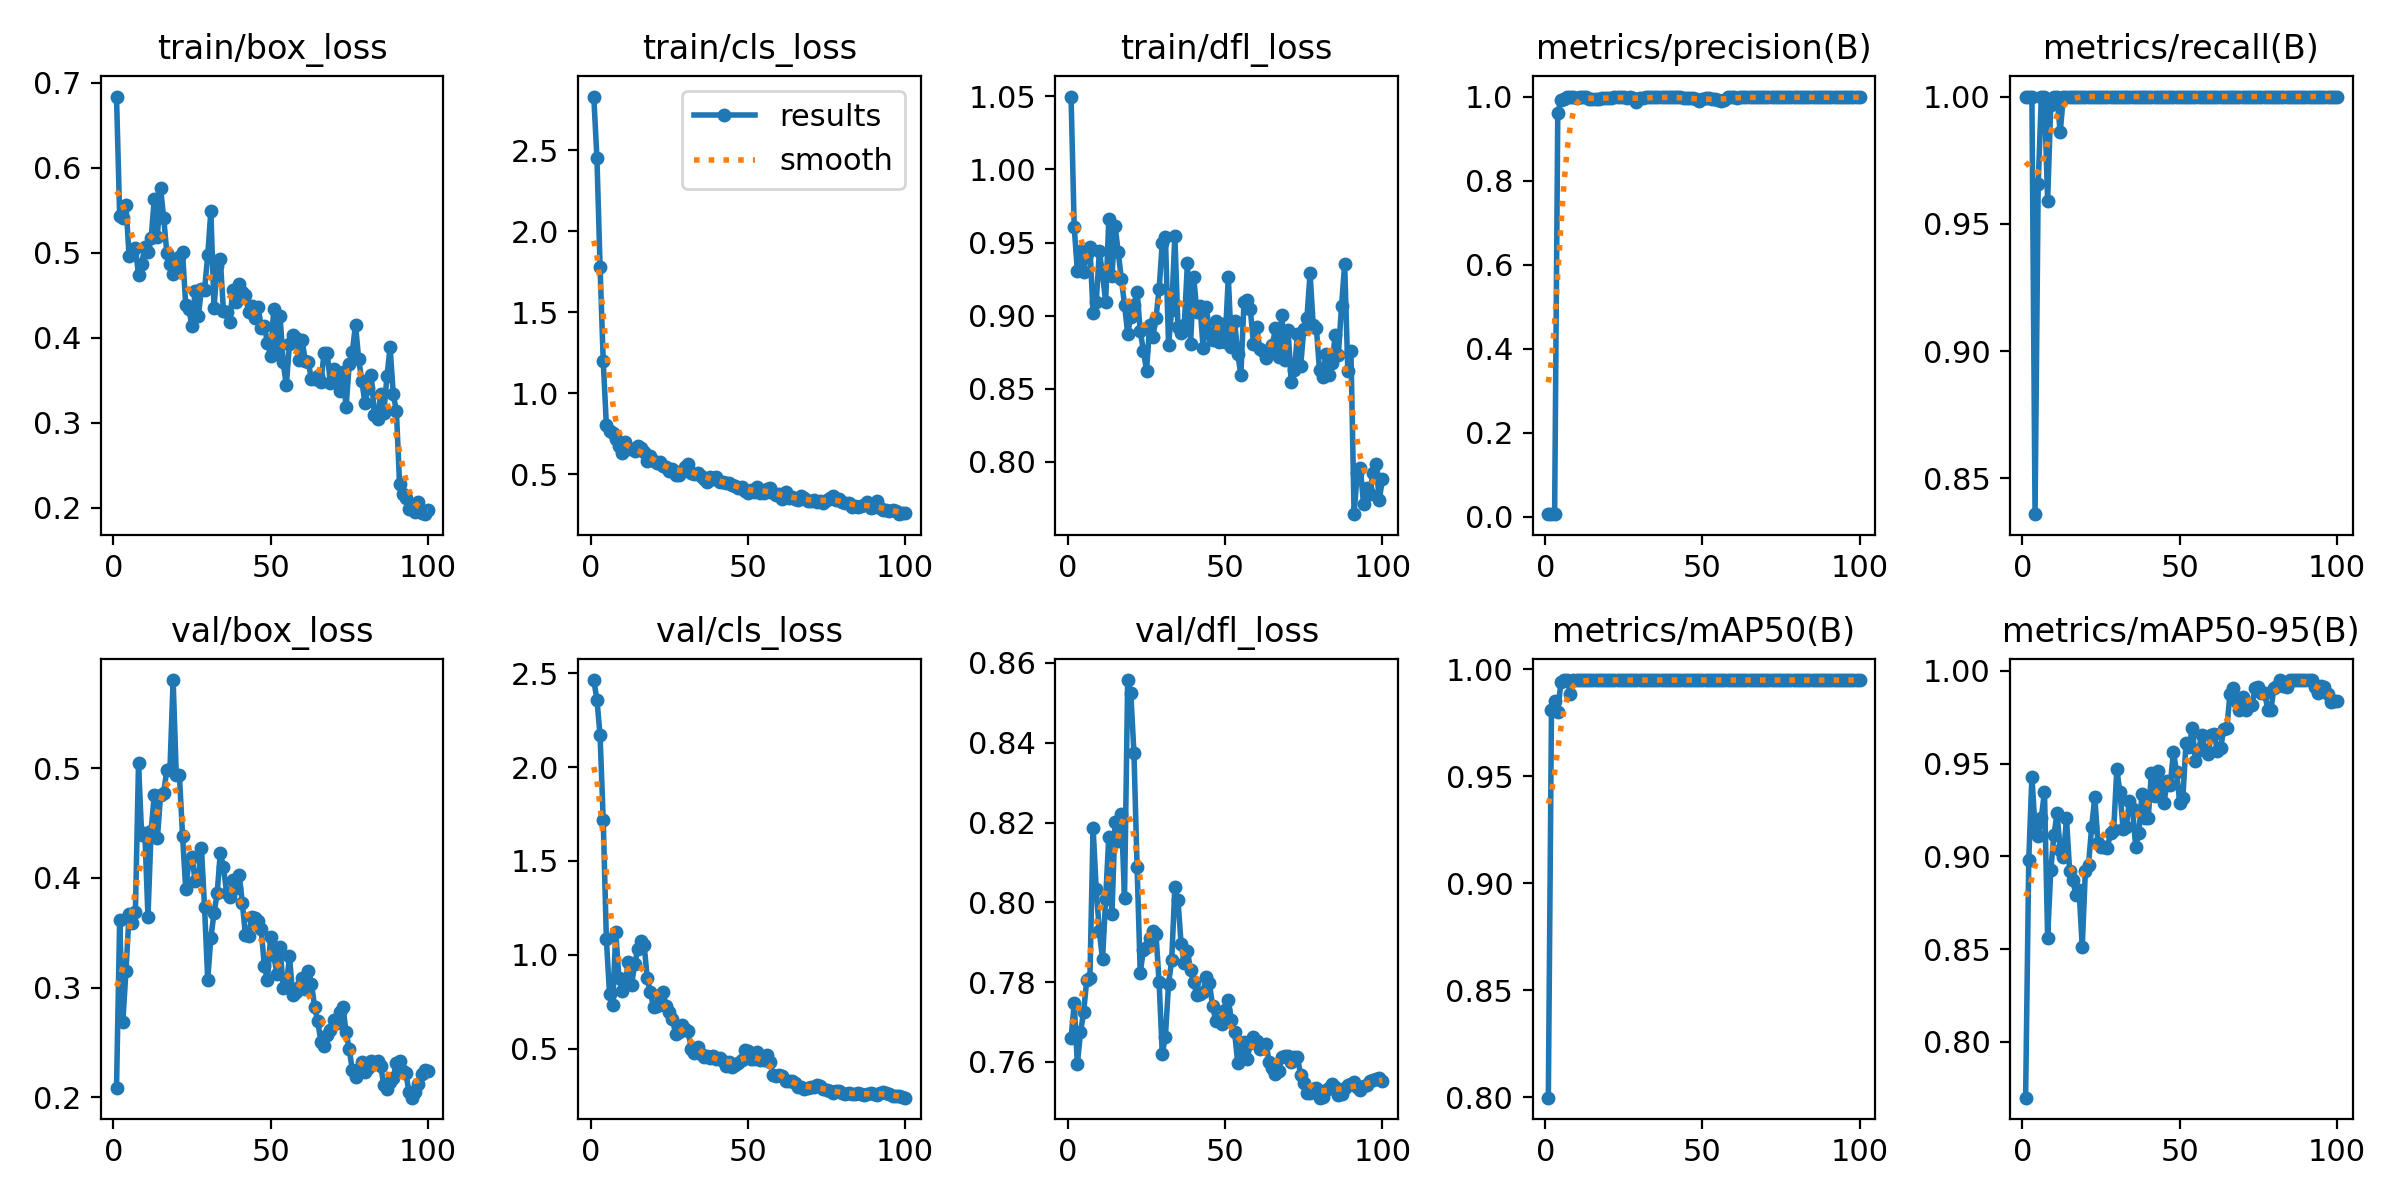 train/box_loss
0.7
0.6
0.5
0.4
0.3
0.2
0 50 100
train/cls_loss
results
smooth
2.5
2.0
1.5
1.0
0.5
0 50 100
train/dfl_loss
1.05
1.00
0.95
0.90
0.85
0.80
0 50 100
metrics/precision(B)
1.0
0.8
0.6
0.4
0.2
0.0
0 50 100
metrics/recall(B)
1.00
0.95
0.90
0.85
0 50 100
val/box_loss
0.5
0.4
0.3
0.2
0 50 100
val/cls_loss
2.5
2.0
1.5
1.0
0.5
0 50 100
val/dfl_loss
0.86
0.84
0.82
0.80
0.78
0.76
0 50 100
metrics/mAP50(B)
1.00
0.95
0.90
0.85
0.80
0 50 100
metrics/mAP50-95(B)
1.00
0.95
0.90
0.85
0.80
0 50 100